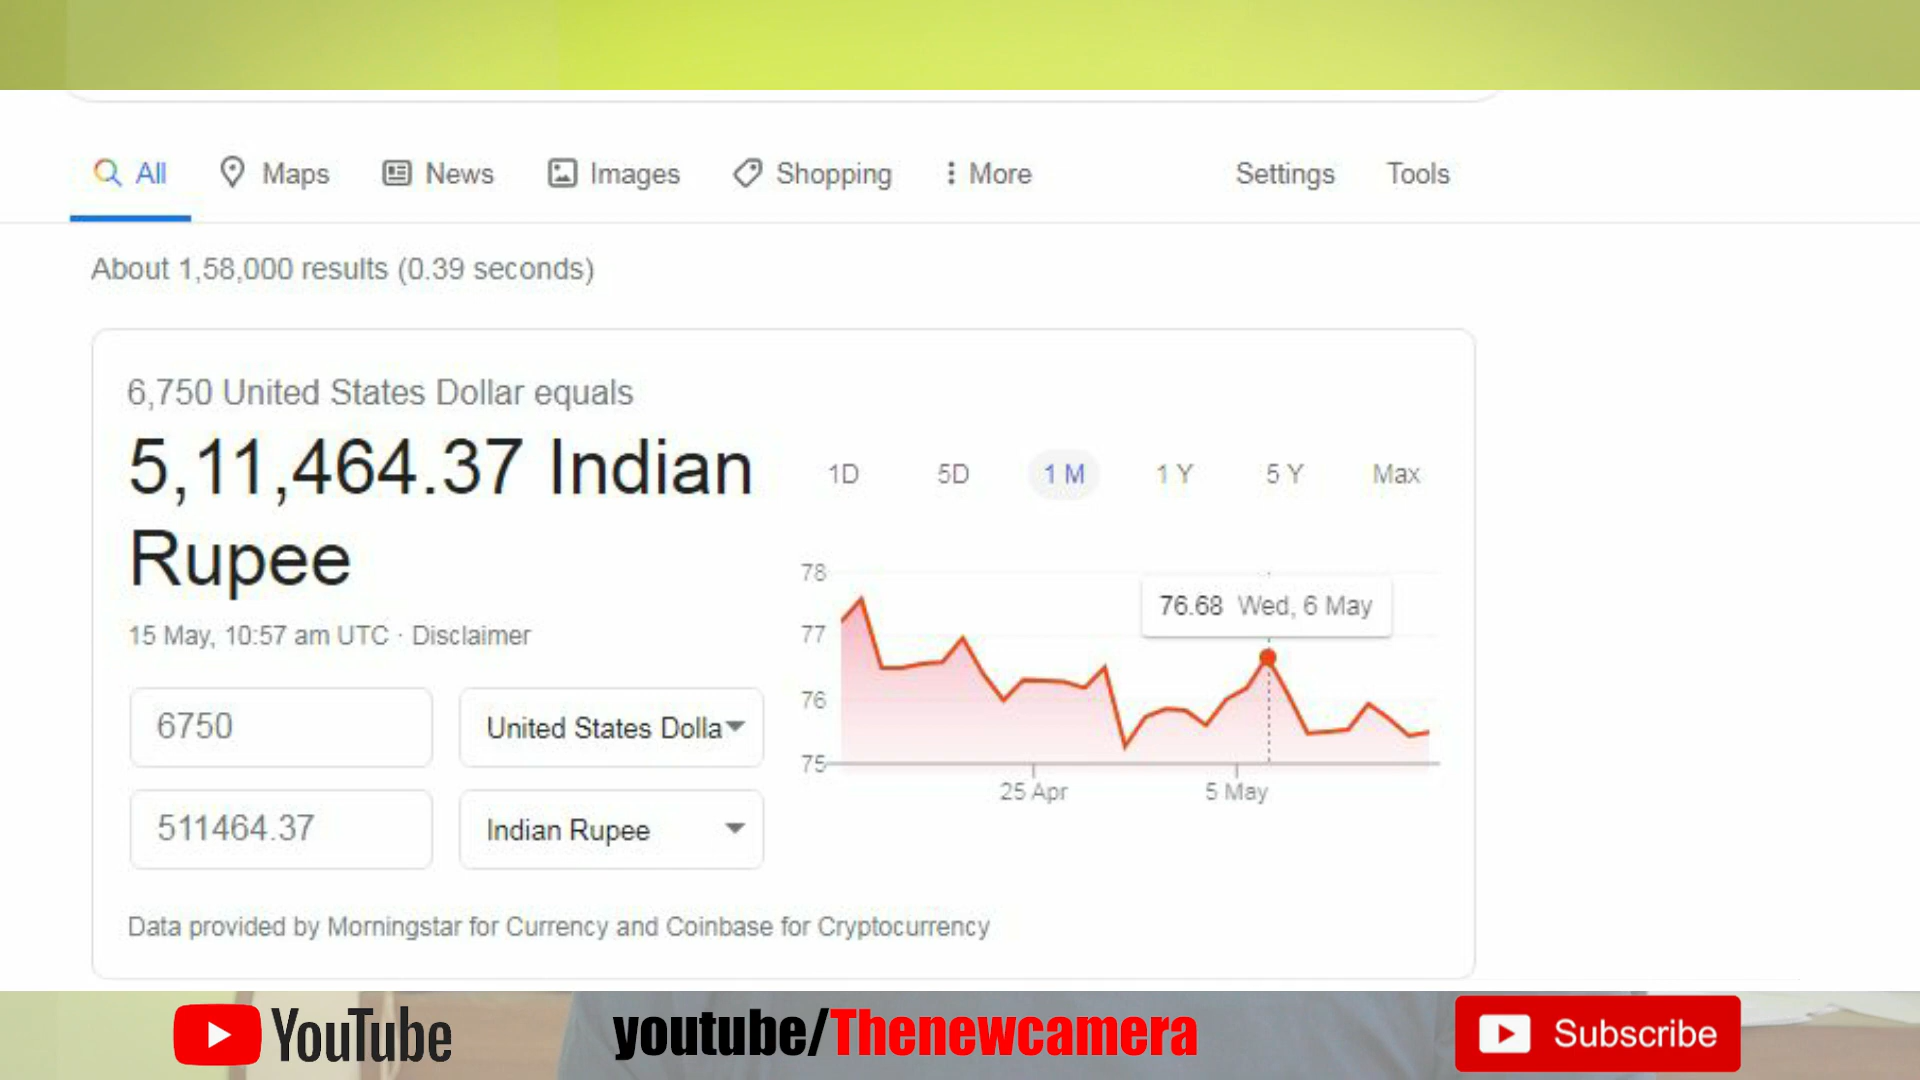 All Maps News Images Shopping More Settings Tools
About 1,58,000 results (0.39 seconds)
6,750 United States Dollar equals
5,11,464.37 Indian
Rupee
15 May, 10:57 am UTC · Disclaimer
6750 United States Dolla
511464.37 Indian Rupee
1D 5D 1 M 1 Y 5 Y Max
78
76.68 Wed, 6 May
77
76
75
25 Apr 5 May
Data provided by Morningstar for Currency and Coinbase for Cryptocurrency
YouTube youtube/Thenewcamera Subscribe